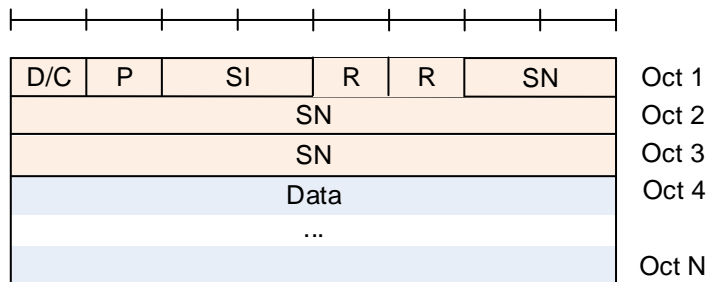 D/C P SI R R SN Oct 1
SN Oct 2
SN Oct 3
Data Oct 4
...
Oct N